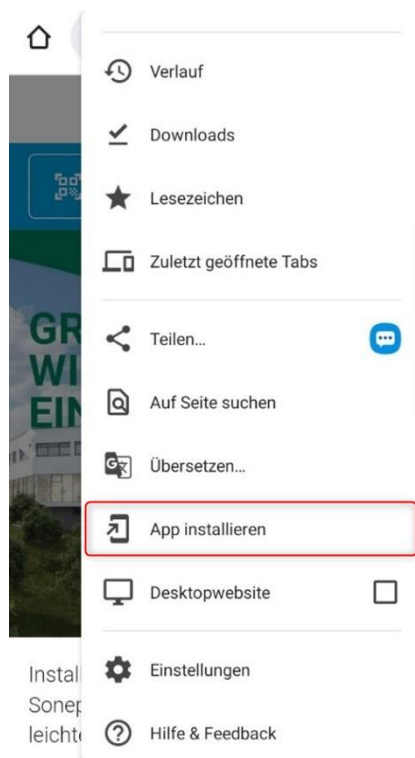 Verlauf
Downloads
Lesezeichen
Zuletzt geöffnete Tabs
Teilen...
Auf Seite suchen
Übersetzen...
App installieren
Desktopwebsite
Einstellungen
Hilfe & Feedback
GR
WI
EIN
Instal
Sonep
leichte